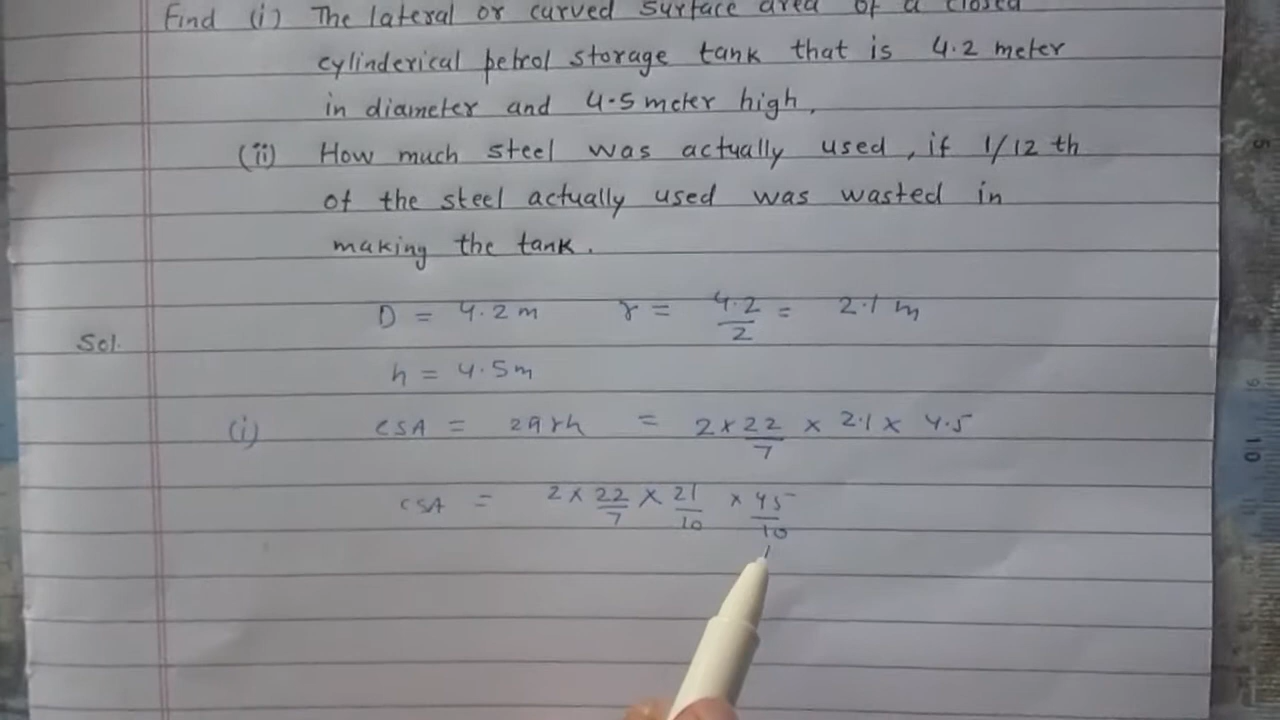 Find (i) The lateral or curved surface area of a closed
cylinderical petrol storage tank that is 4.2 meter
in diameter and 4.5 meter high.
(ii) How much steel was actually used, if 1/12 th
of the steel actually used was wasted in
making the tank.
Sol. D = 4.2 m r = 4.2/2 = 2.1 m
h = 4.5m
(i) CSA = 2πrh = 2 × 22/7 × 2.1 × 4.5
CSA = 2 × 22/7 × 21/10 × 45/10